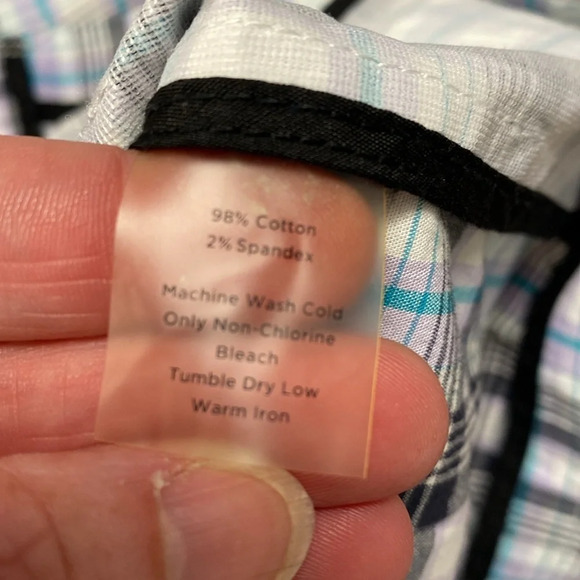 98% Cotton
2% Spandex
Machine Wash Cold
Only Non-Chlorine
Bleach
Tumble Dry Low
Warm Iron